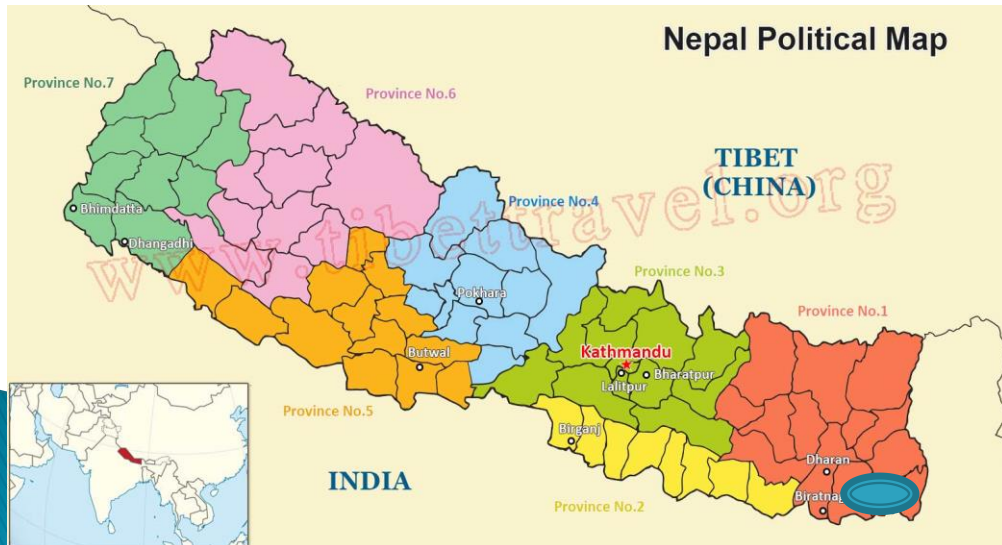 Nepal Political Map
Province No.7
Province No.6
TIBET
(CHINA)
Province No.4
Bhimdatta
Dhangadhi
www.tibettravel.org
Province No.3
Pokhara
Province No.1
Kathmandu
Butwal
Lalitpur
Bharatpur
Province No.5
Birganj
INDIA
Dharan
Province No.2